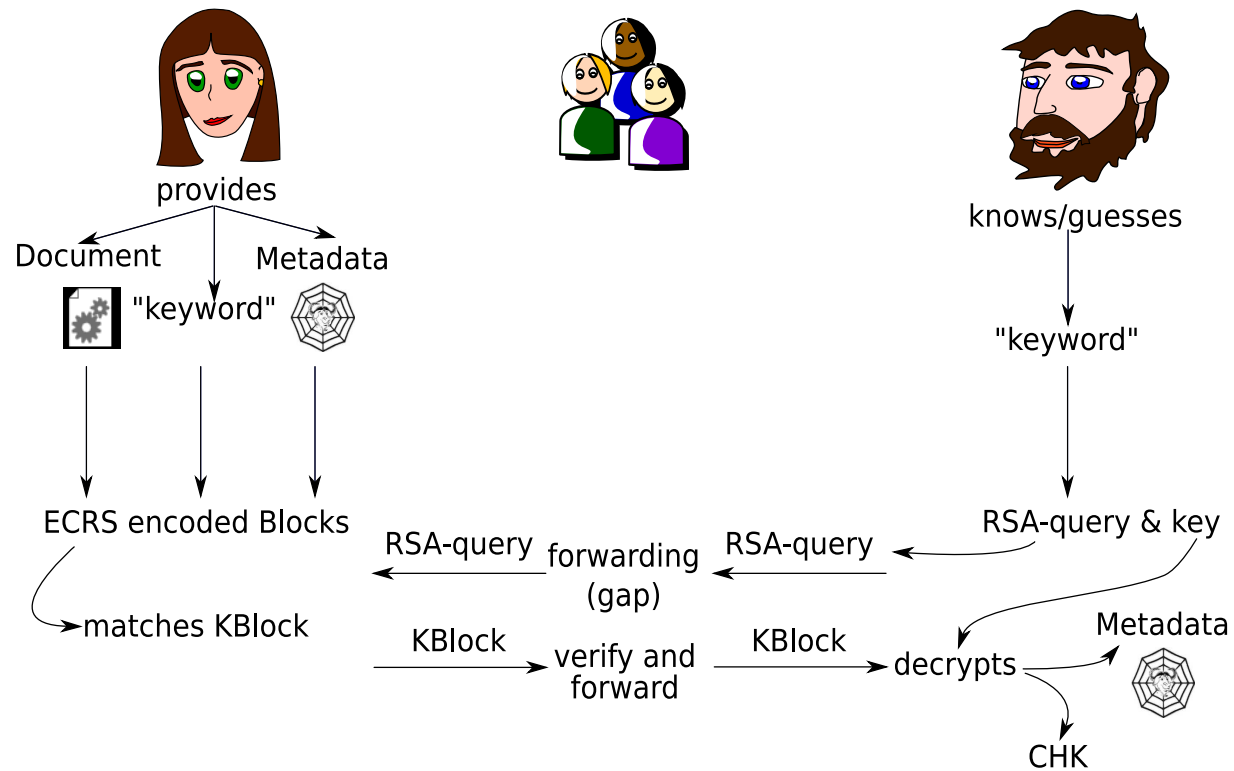 provides
knows/guesses
Document
Metadata
"keyword"
"keyword"
ECRS encoded Blocks
RSA-query & key
RSA-query
RSA-query
forwarding
(gap)
matches KBlock
Metadata
KBlock
KBlock
verify and
forward
decrypts
CHK